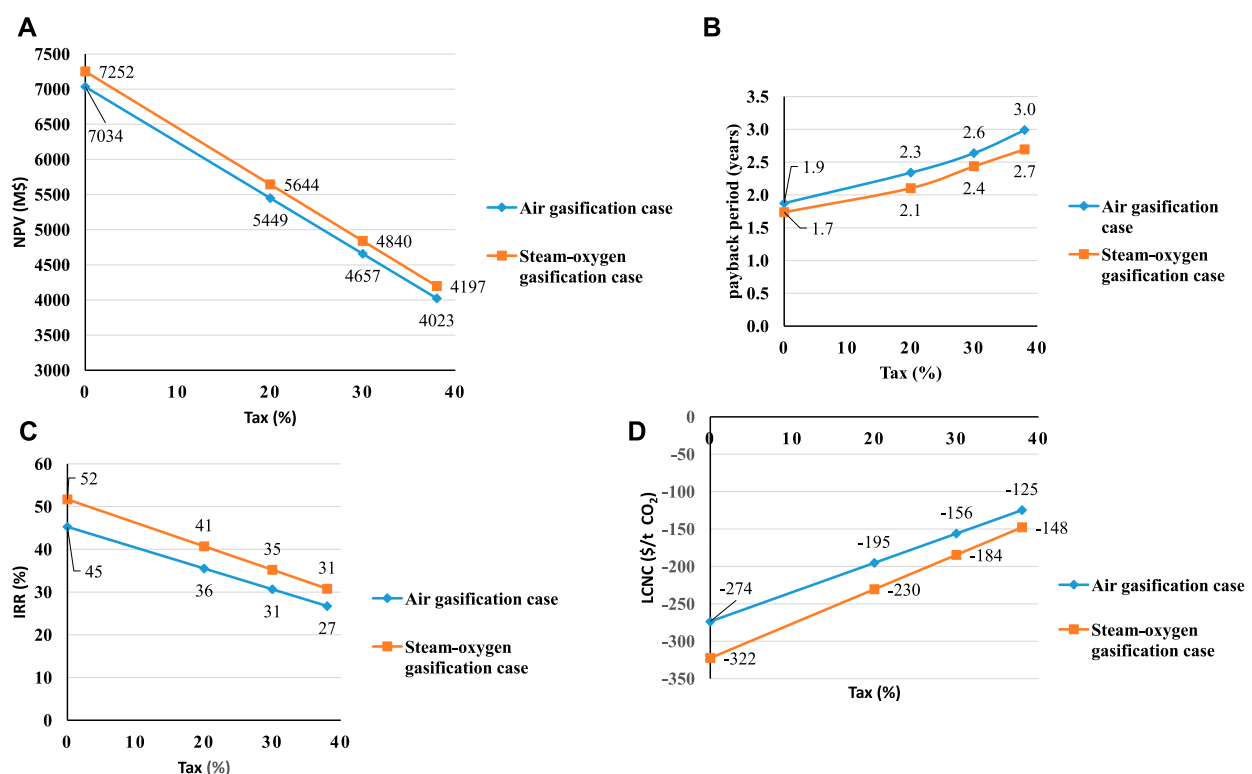 A
7500
7000
6500
6000
5500
5000
4500
4000
3500
3000
NPV (M$)
7252
7034
5644
5449
4840
4657
4197
4023
0 10 20 30 40
Tax (%)
Air gasification case
Steam-oxygen
gasification case
B
3.5
3.0
2.5
2.0
1.5
1.0
0.5
0.0
payback period (years)
1.9
1.7
2.3
2.1
2.6
2.4
3.0
2.7
0 10 20 30 40
Tax (%)
Air gasification
case
Steam-oxygen
gasification case
C
60
50
40
30
20
10
0
IRR (%)
52
45
41
36
35
31
31
27
0 10 20 30 40
Tax (%)
Air gasification case
Steam-oxygen
gasification case
D
0
-50
-100
-150
-200
-250
-300
-350
LCNC ($/t CO₂)
0 10 20 30 40
-274
-322
-195
-230
-156
-184
-125
-148
Tax (%)
Air gasification case
Steam-oxygen
gasification case